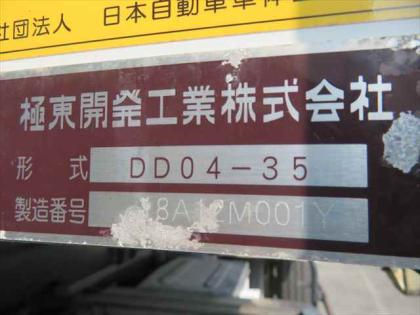 社団法人 日本自動車車体
極東開発工業株式会社
形式 DD04-35
製造番号 8A12M001Y